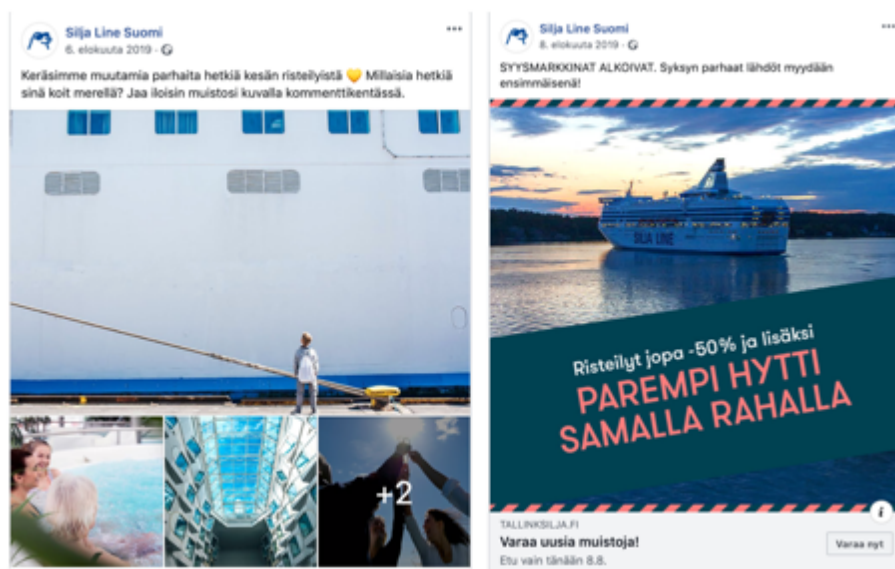 Silja Line Suomi
6. elokuuta 2019 ·
Keräsimme muutamia parhaita hetkiä kesän risteilyistä 💛 Millaisia hetkiä
sinä koit merellä? Jaa iloisin muistosi kuvalla kommenttikentässä.
+2
Silja Line Suomi
8. elokuuta 2019 ·
SYYSMARKKINAT ALKOIVAT. Syksyn parhaat lähdöt myydään
ensimmäisenä!
SILJA LINE
Risteilyt jopa -50% ja lisäksi
PAREMPI HYTTI
SAMALLA RAHALLA
TALLINKSILJA.FI
Varaa uusia muistoja!
Etu vain tänään 8.8.
Varaa nyt